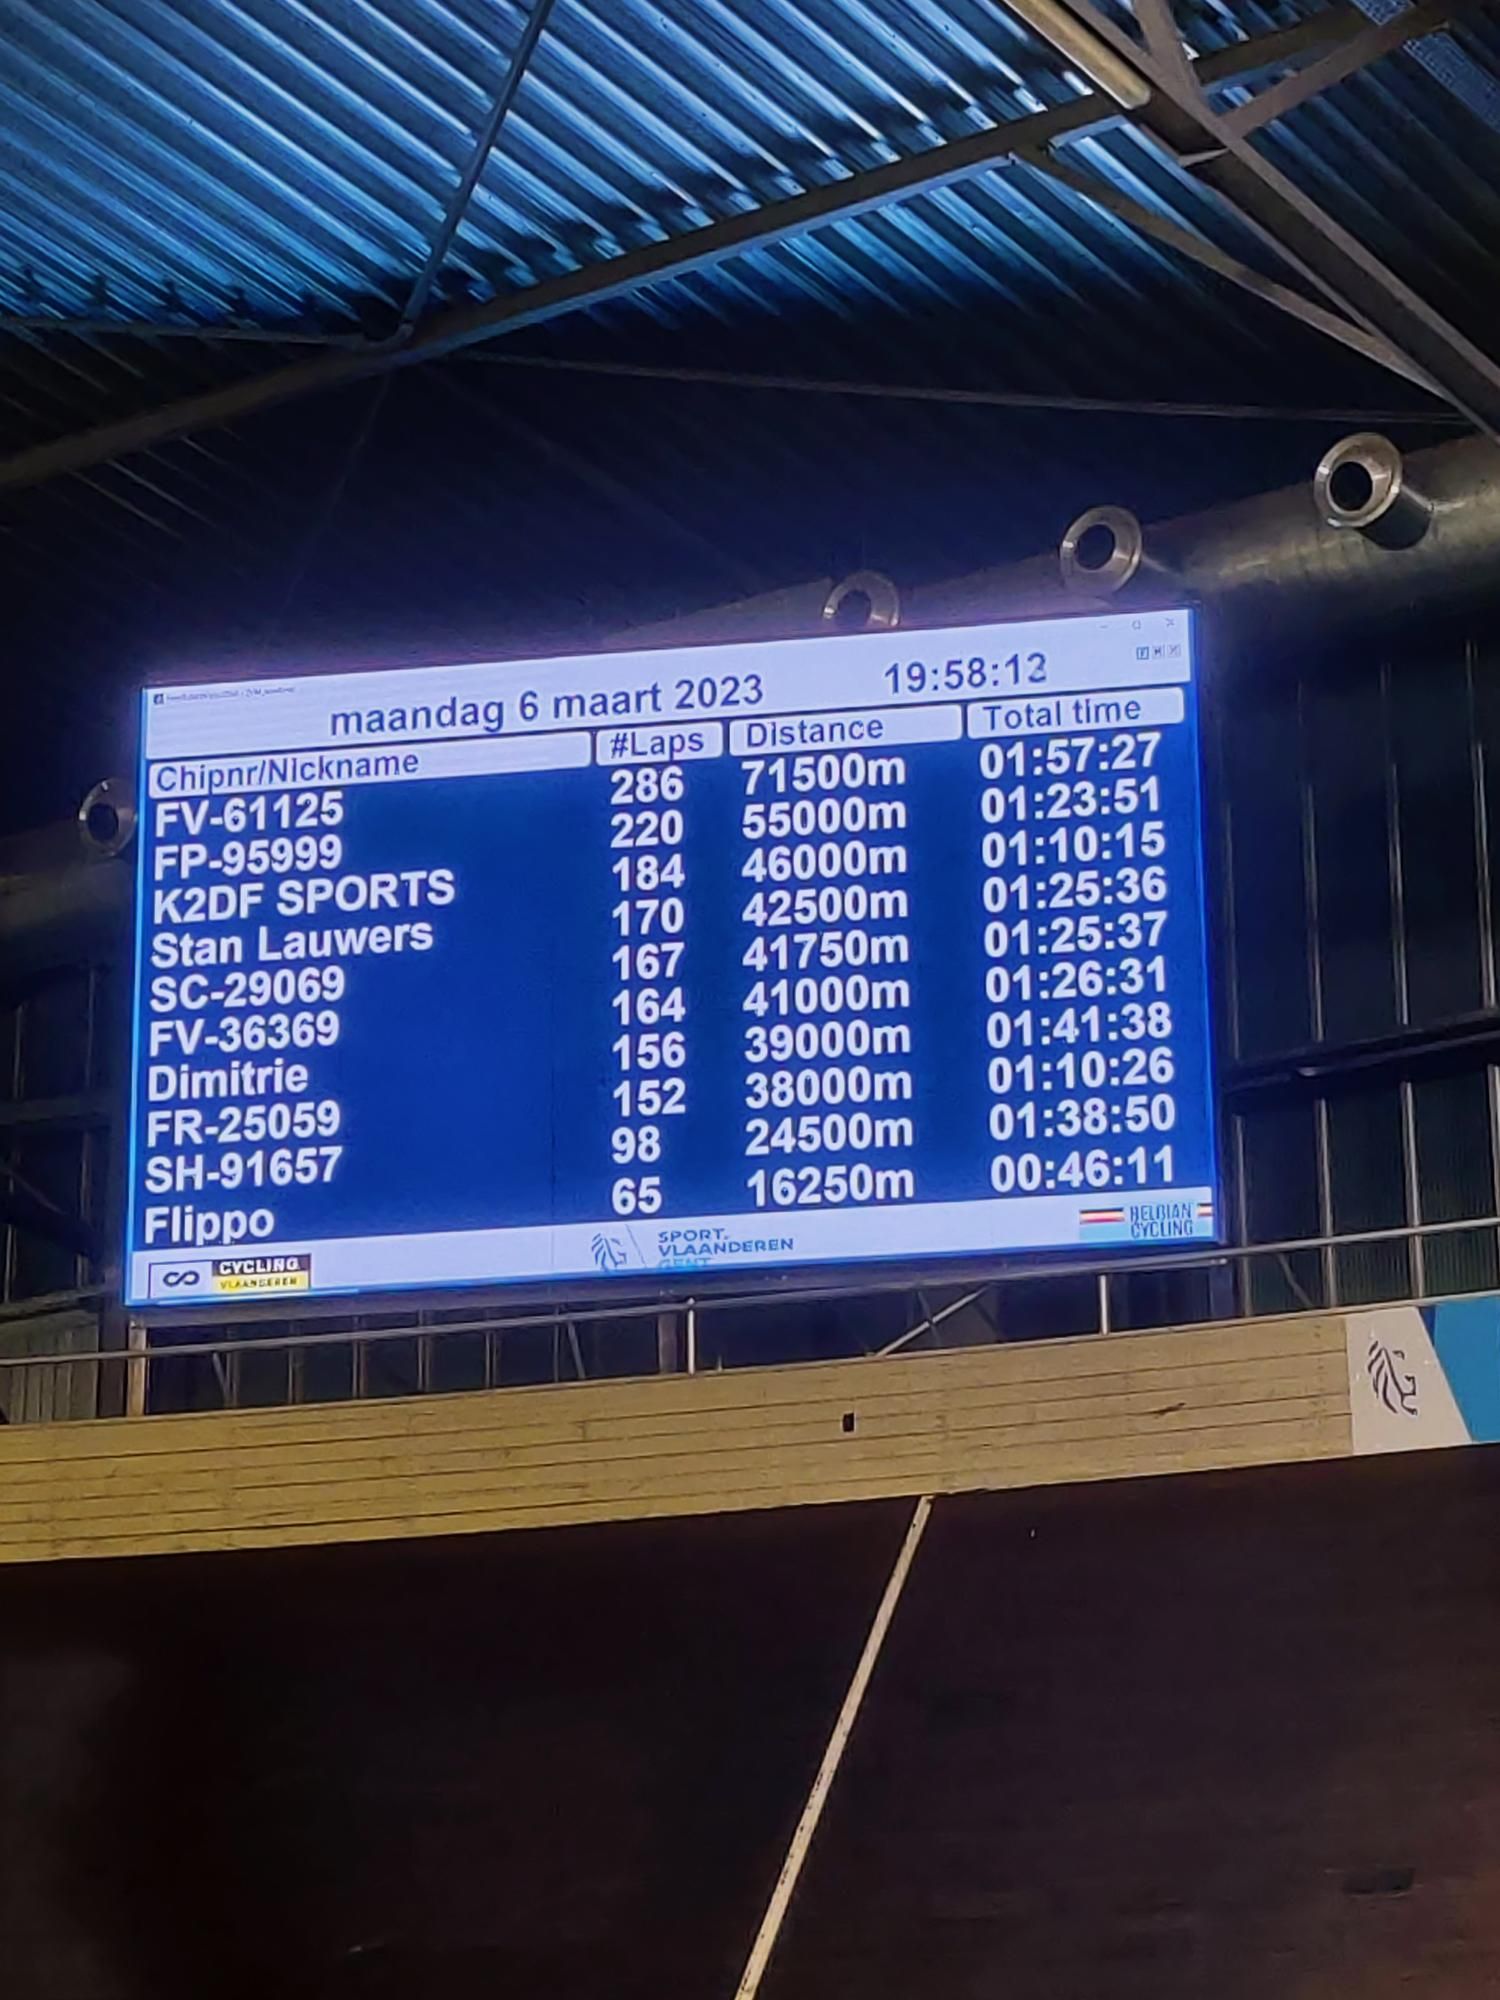 maandag 6 maart 2023 19:58:12
Chipnr/Nickname #Laps Distance Total time
FV-61125 286 71500m 01:57:27
FP-95999 220 55000m 01:23:51
K2DF SPORTS 184 46000m 01:10:15
Stan Lauwers 170 42500m 01:25:36
SC-29069 167 41750m 01:25:37
FV-36369 164 41000m 01:26:31
Dimitrie 156 39000m 01:41:38
FR-25059 152 38000m 01:10:26
SH-91657 98 24500m 01:38:50
Flippo 65 16250m 00:46:11
CYCLING
VLAANDEREN
SPORT.
VLAANDEREN
GENT
BELGIAN
CYCLING